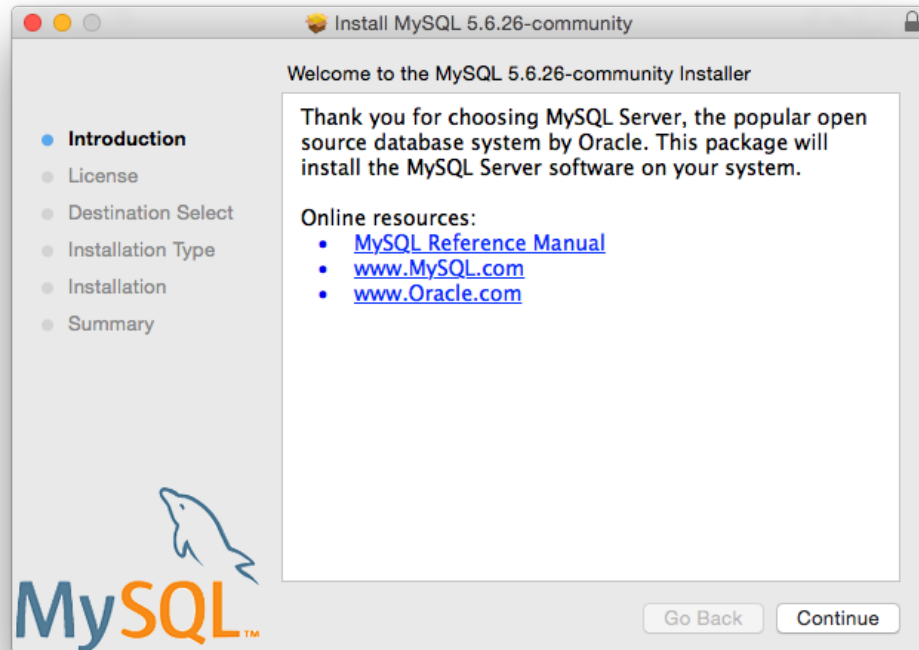 Install MySQL 5.6.26-community
Welcome to the MySQL 5.6.26-community Installer
Introduction
License
Destination Select
Installation Type
Installation
Summary
Thank you for choosing MySQL Server, the popular open
source database system by Oracle. This package will
install the MySQL Server software on your system.
Online resources:
• MySQL Reference Manual
• www.MySQL.com
• www.Oracle.com
MySQL™
Go Back
Continue